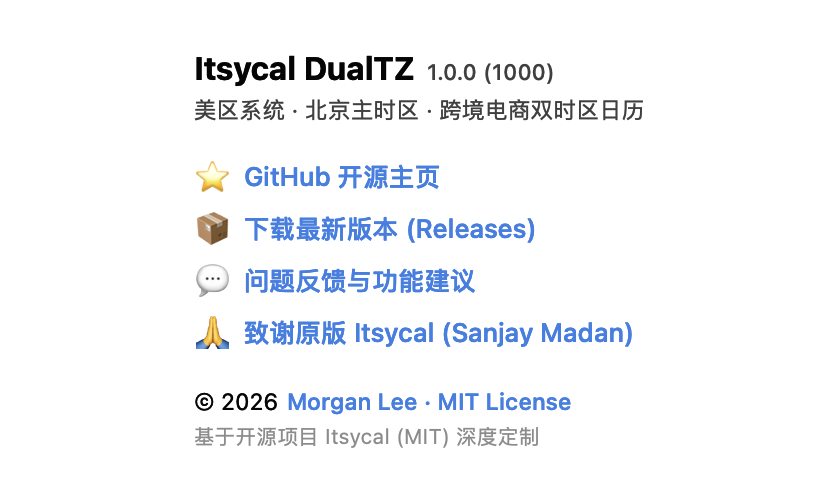 Itsycal DualTZ 1.0.0 (1000)
美区系统 · 北京主时区 · 跨境电商双时区日历
GitHub 开源主页
下载最新版本 (Releases)
问题反馈与功能建议
致谢原版 Itsycal (Sanjay Madan)
© 2026 Morgan Lee · MIT License
基于开源项目 Itsycal (MIT) 深度定制